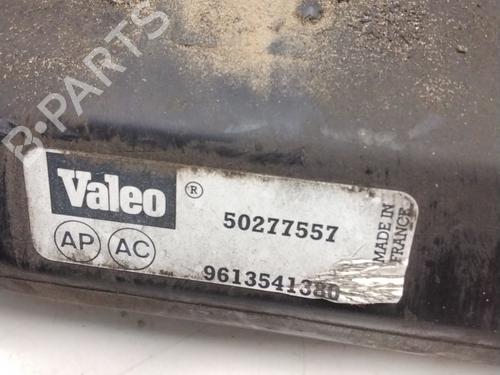 B-PARTS
Valeo ®
50277557
AP AC
9613541380
MADE IN
FRANCE